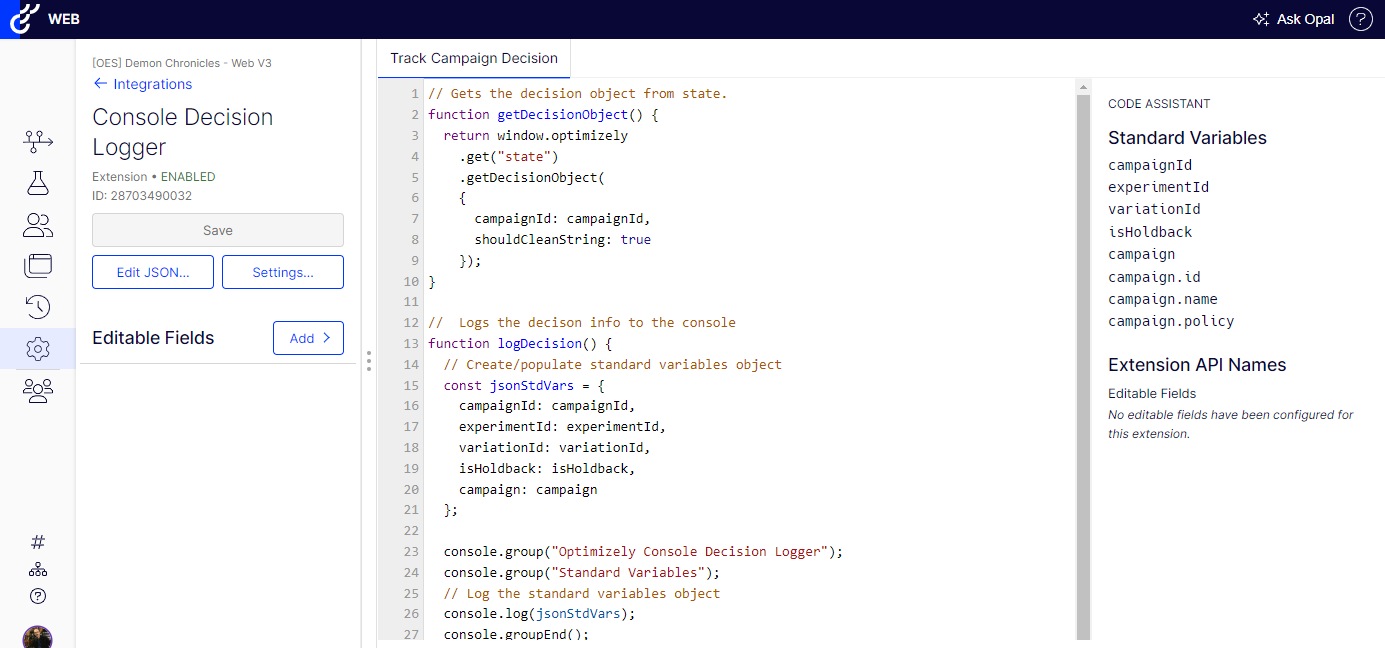 WEB
Ask Opal
?
[OES] Demon Chronicles - Web V3
← Integrations
Console Decision
Logger
Extension • ENABLED
ID: 28703490032
Save
Edit JSON...
Settings...
Editable Fields
Add >
#
?
Track Campaign Decision
1 // Gets the decision object from state.
2 function getDecisionObject() {
3   return window.optimizely
4     .get("state")
5     .getDecisionObject(
6     {
7       campaignId: campaignId,
8       shouldCleanString: true
9     });
10 }
11
12 //  Logs the decison info to the console
13 function logDecision() {
14   // Create/populate standard variables object
15   const jsonStdVars = {
16     campaignId: campaignId,
17     experimentId: experimentId,
18     variationId: variationId,
19     isHoldback: isHoldback,
20     campaign: campaign
21   };
22
23   console.group("Optimizely Console Decision Logger");
24   console.group("Standard Variables");
25   // Log the standard variables object
26   console.log(jsonStdVars);
27   console.groupEnd();
CODE ASSISTANT
Standard Variables
campaignId
experimentId
variationId
isHoldback
campaign
campaign.id
campaign.name
campaign.policy
Extension API Names
Editable Fields
No editable fields have been configured for
this extension.